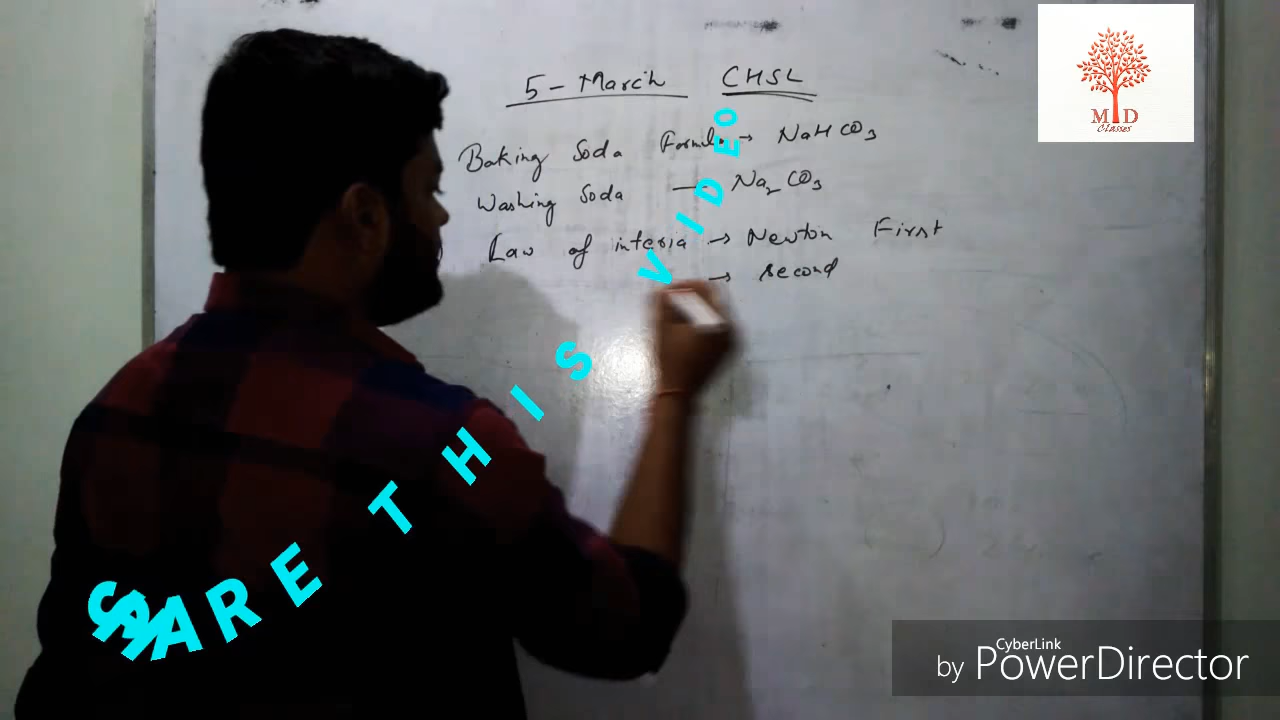 5 - March CHSL
Baking Soda Formula → NaHCO3
Washing Soda → Na2CO3
Law of interia → Newton First
→ second
SHARE THIS VIDEO
MD
Classes
by CyberLink PowerDirector